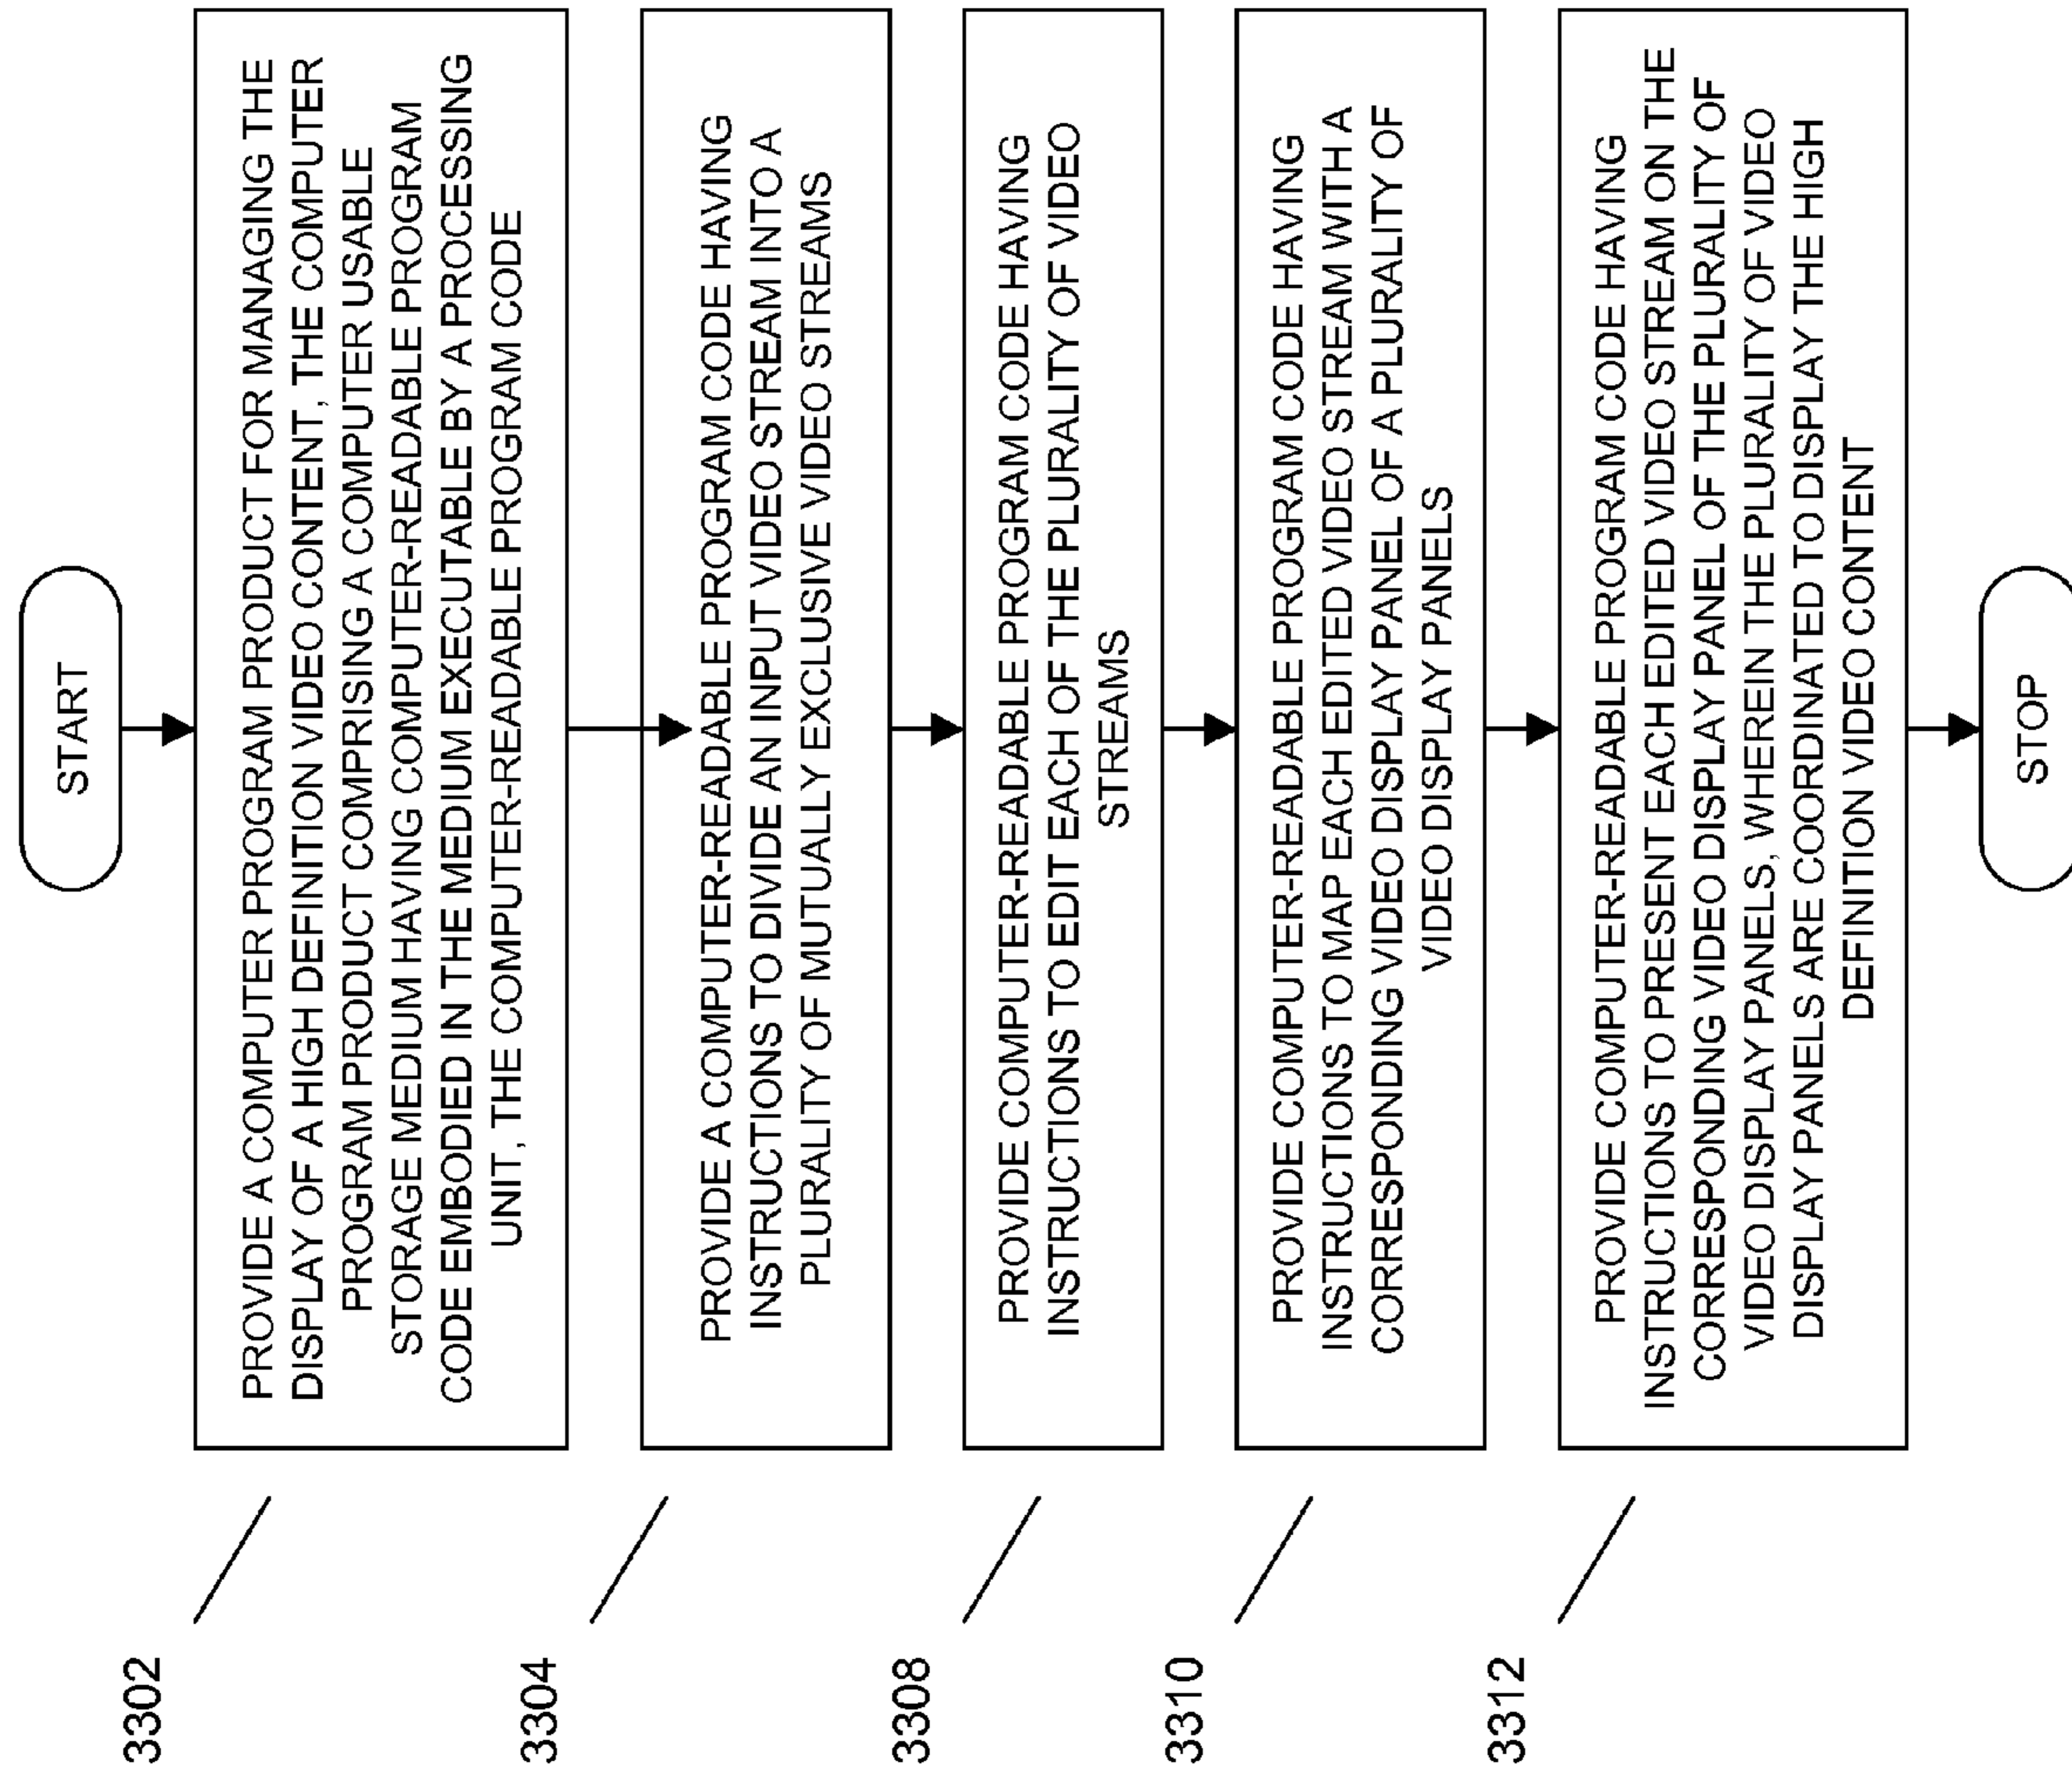 START
3302
PROVIDE A COMPUTER PROGRAM PRODUCT FOR MANAGING THE
DISPLAY OF A HIGH DEFINITION VIDEO CONTENT, THE COMPUTER
PROGRAM PRODUCT COMPRISING A COMPUTER USABLE
STORAGE MEDIUM HAVING COMPUTER-READABLE PROGRAM
CODE EMBODIED IN THE MEDIUM EXECUTABLE BY A PROCESSING
UNIT, THE COMPUTER-READABLE PROGRAM CODE
3304
PROVIDE A COMPUTER-READABLE PROGRAM CODE HAVING
INSTRUCTIONS TO DIVIDE AN INPUT VIDEO STREAM INTO A
PLURALITY OF MUTUALLY EXCLUSIVE VIDEO STREAMS
3308
PROVIDE COMPUTER-READABLE PROGRAM CODE HAVING
INSTRUCTIONS TO EDIT EACH OF THE PLURALITY OF VIDEO
STREAMS
3310
PROVIDE COMPUTER-READABLE PROGRAM CODE HAVING
INSTRUCTIONS TO MAP EACH EDITED VIDEO STREAM WITH A
CORRESPONDING VIDEO DISPLAY PANEL OF A PLURALITY OF
VIDEO DISPLAY PANELS
3312
PROVIDE COMPUTER-READABLE PROGRAM CODE HAVING
INSTRUCTIONS TO PRESENT EACH EDITED VIDEO STREAM ON THE
CORRESPONDING VIDEO DISPLAY PANEL OF THE PLURALITY OF
VIDEO DISPLAY PANELS, WHEREIN THE PLURALITY OF VIDEO
DISPLAY PANELS ARE COORDINATED TO DISPLAY THE HIGH
DEFINITION VIDEO CONTENT
STOP